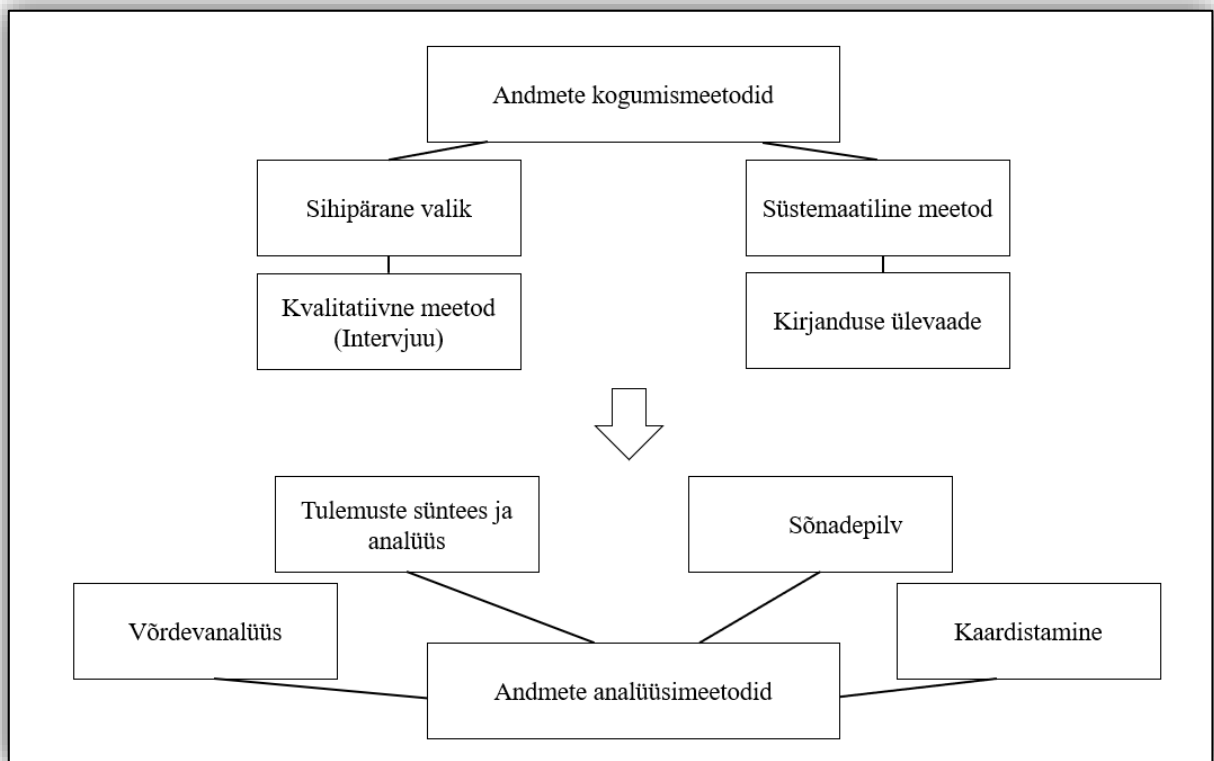 Andmete kogumismeetodid
Sihipärane valik
Süstemaatiline meetod
Kvalitatiivne meetod
(Intervjuu)
Kirjanduse ülevaade
Tulemuste süntees ja
analüüs
Sõnadepilv
Võrdevanalüüs
Kaardistamine
Andmete analüüsimeetodid